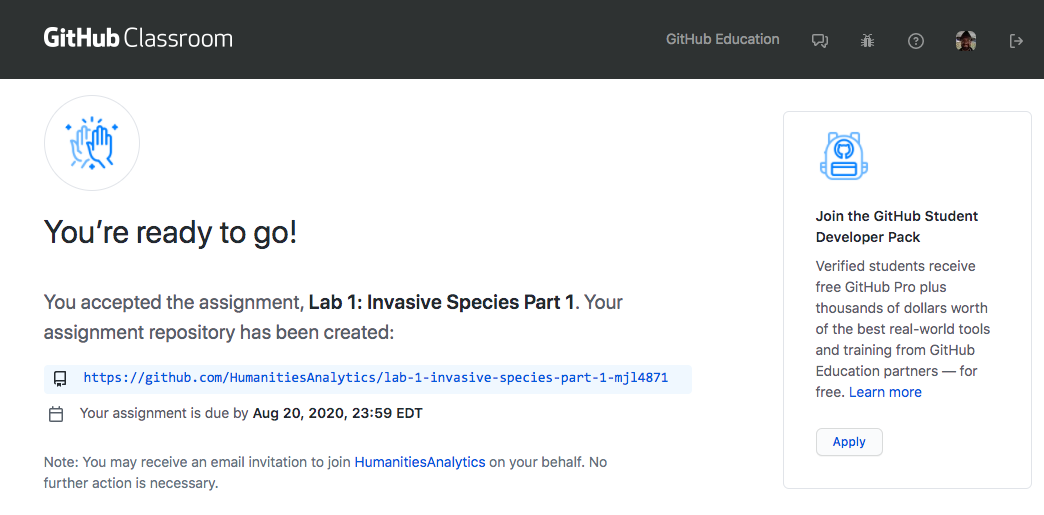 GitHub Classroom
GitHub Education
You're ready to go!
You accepted the assignment, Lab 1: Invasive Species Part 1. Your
assignment repository has been created:
https://github.com/HumanitiesAnalytics/lab-1-invasive-species-part-1-mjl4871
Your assignment is due by Aug 20, 2020, 23:59 EDT
Note: You may receive an email invitation to join HumanitiesAnalytics on your behalf. No
further action is necessary.
Join the GitHub Student
Developer Pack
Verified students receive
free GitHub Pro plus
thousands of dollars worth
of the best real-world tools
and training from GitHub
Education partners — for
free. Learn more
Apply